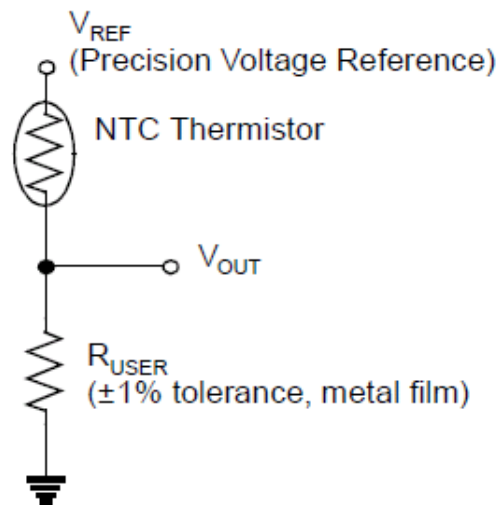 VREF
(Precision Voltage Reference)
NTC Thermistor
VOUT
RUSER
(±1% tolerance, metal film)